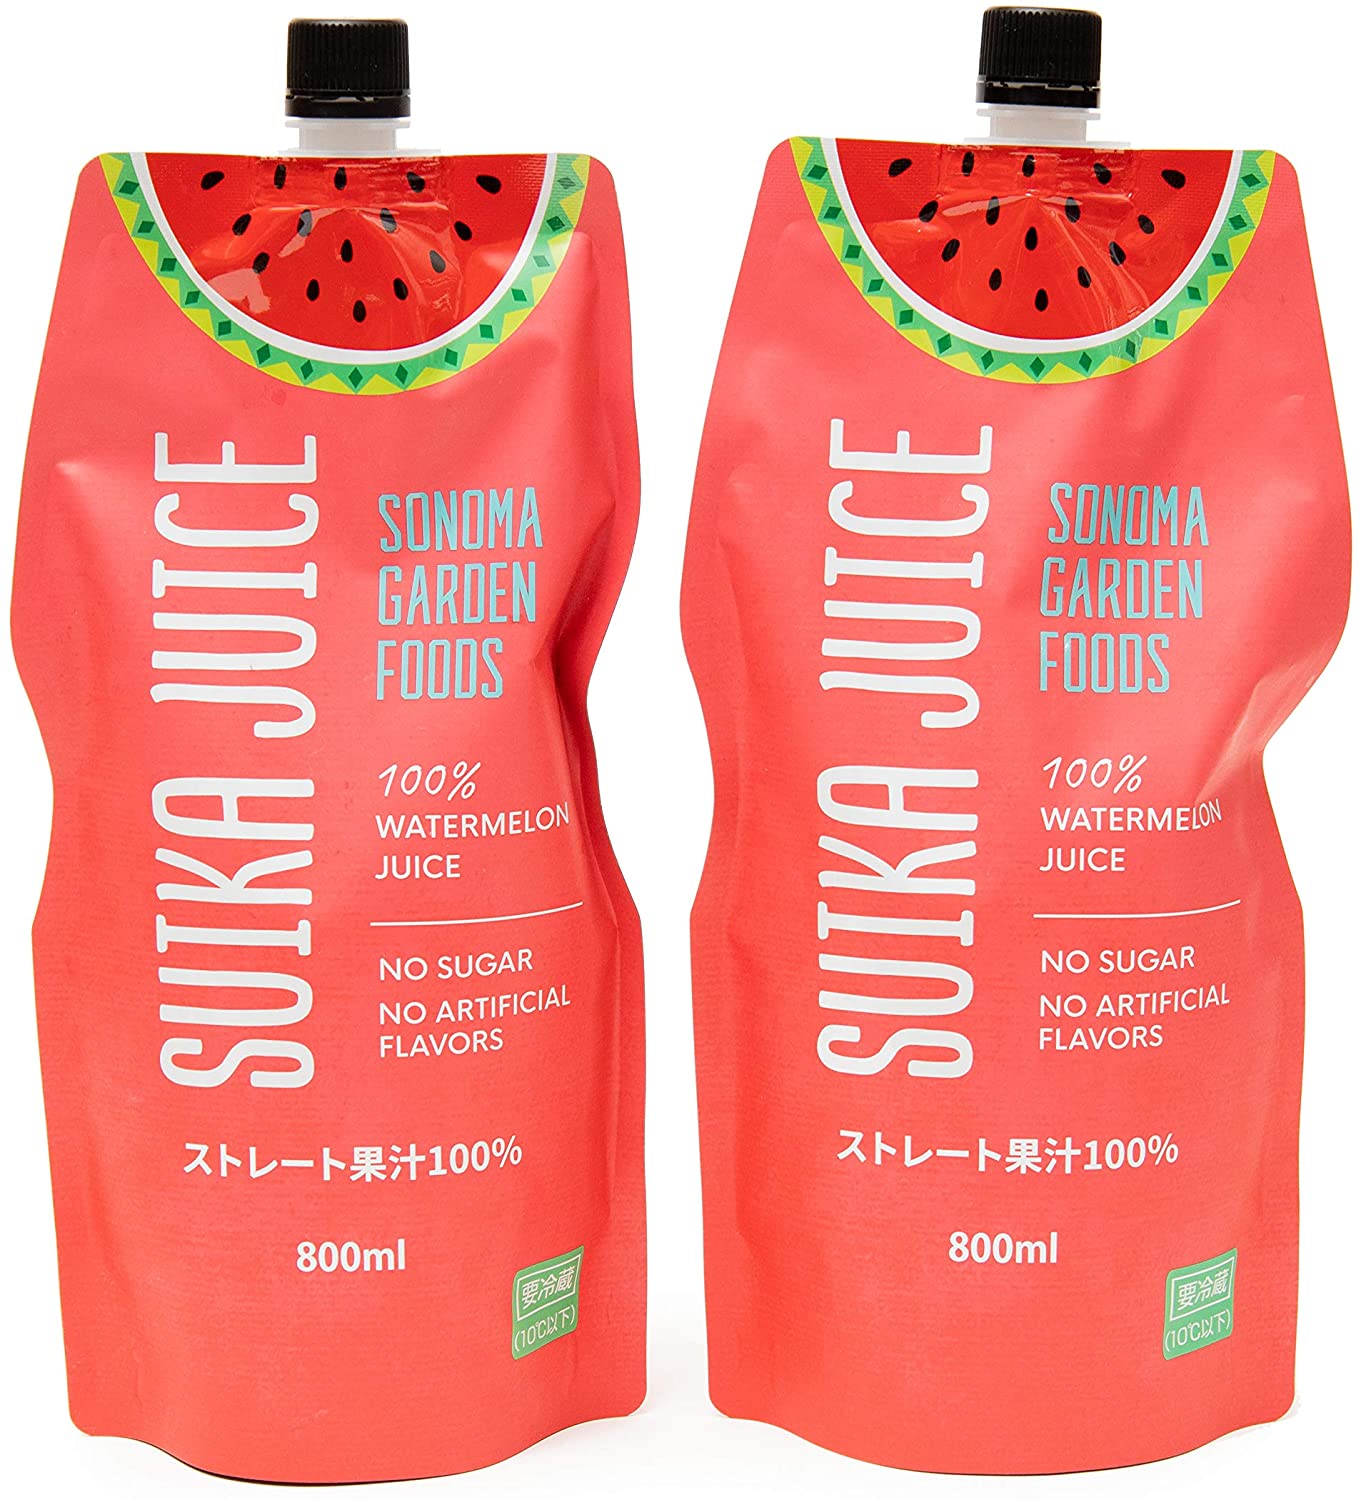 SUIKA JUICE
SONOMA
GARDEN
FOODS
100%
WATERMELON
JUICE
NO SUGAR
NO ARTIFICIAL
FLAVORS
ストレート果汁100%
800ml
要冷蔵
(10℃以下)
SUIKA JUICE
SONOMA
GARDEN
FOODS
100%
WATERMELON
JUICE
NO SUGAR
NO ARTIFICIAL
FLAVORS
ストレート果汁100%
800ml
要冷蔵
(10℃以下)